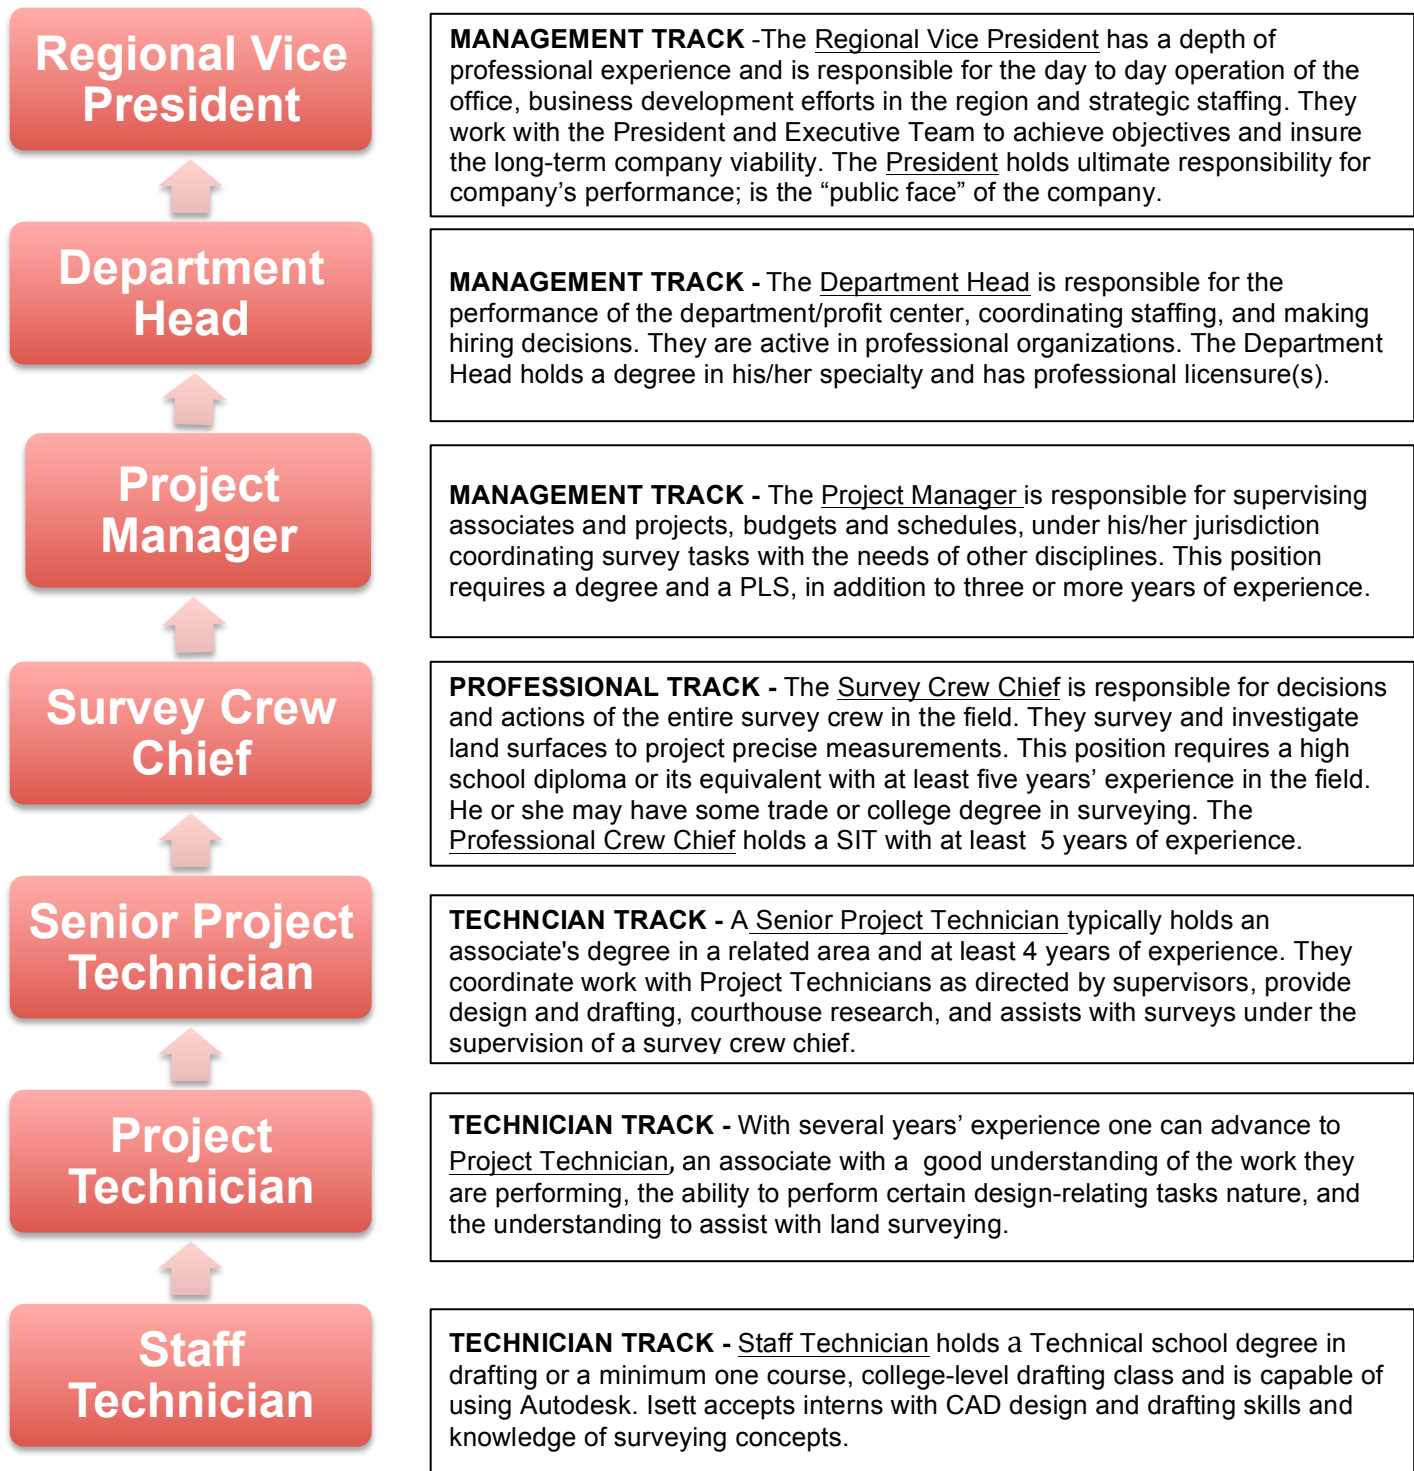 Regional Vice
President
MANAGEMENT TRACK -The Regional Vice President has a depth of
professional experience and is responsible for the day to day operation of the
office, business development efforts in the region and strategic staffing. They
work with the President and Executive Team to achieve objectives and insure
the long-term company viability. The President holds ultimate responsibility for
company’s performance; is the “public face” of the company.
Department
Head
MANAGEMENT TRACK - The Department Head is responsible for the
performance of the department/profit center, coordinating staffing, and making
hiring decisions. They are active in professional organizations. The Department
Head holds a degree in his/her specialty and has professional licensure(s).
Project
Manager
MANAGEMENT TRACK - The Project Manager is responsible for supervising
associates and projects, budgets and schedules, under his/her jurisdiction
coordinating survey tasks with the needs of other disciplines. This position
requires a degree and a PLS, in addition to three or more years of experience.
Survey Crew
Chief
PROFESSIONAL TRACK - The Survey Crew Chief is responsible for decisions
and actions of the entire survey crew in the field. They survey and investigate
land surfaces to project precise measurements. This position requires a high
school diploma or its equivalent with at least five years’ experience in the field.
He or she may have some trade or college degree in surveying. The
Professional Crew Chief holds a SIT with at least 5 years of experience.
Senior Project
Technician
TECHNCIAN TRACK - A Senior Project Technician typically holds an
associate's degree in a related area and at least 4 years of experience. They
coordinate work with Project Technicians as directed by supervisors, provide
design and drafting, courthouse research, and assists with surveys under the
supervision of a survey crew chief.
Project
Technician
TECHNICIAN TRACK - With several years’ experience one can advance to
Project Technician, an associate with a good understanding of the work they
are performing, the ability to perform certain design-relating tasks nature, and
the understanding to assist with land surveying.
Staff
Technician
TECHNICIAN TRACK - Staff Technician holds a Technical school degree in
drafting or a minimum one course, college-level drafting class and is capable of
using Autodesk. Isett accepts interns with CAD design and drafting skills and
knowledge of surveying concepts.